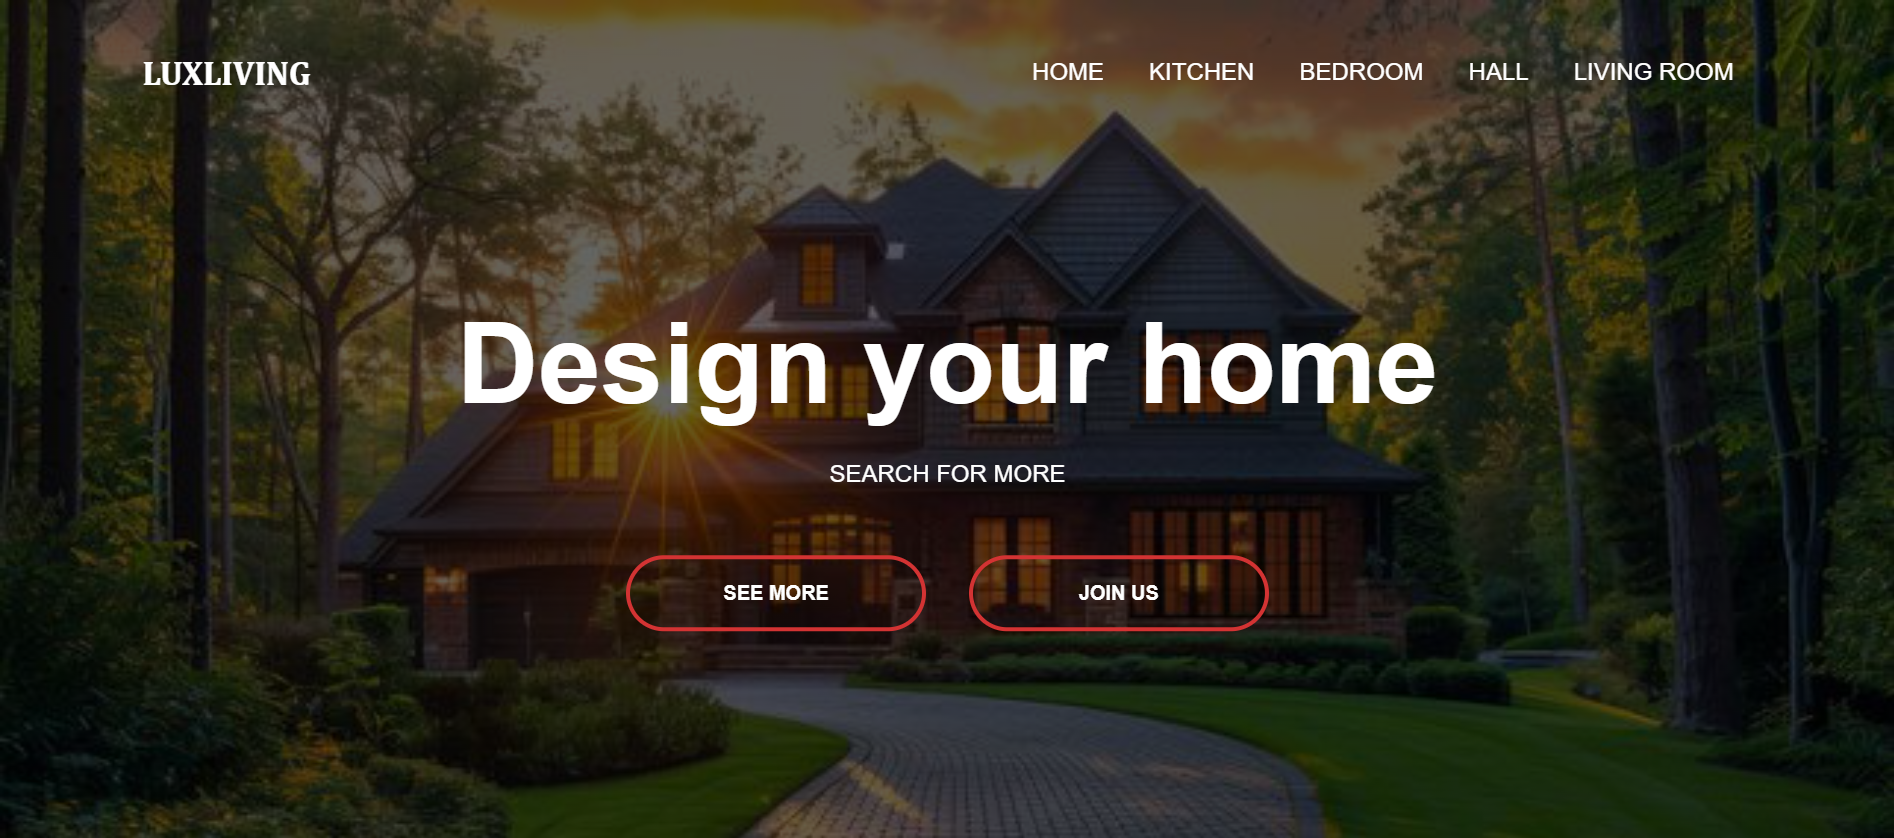 LUXLIVING
HOME KITCHEN BEDROOM HALL LIVING ROOM
Design your home
SEARCH FOR MORE
SEE MORE JOIN US